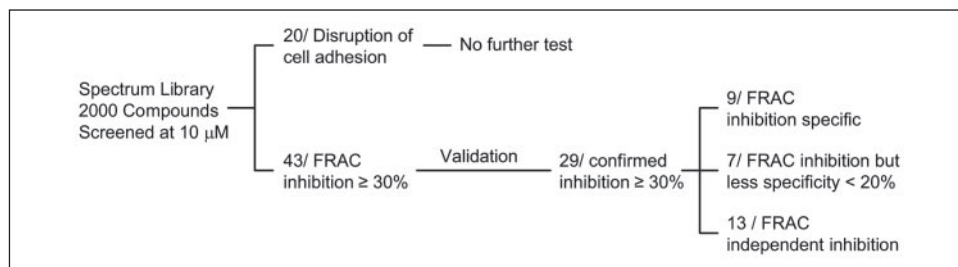 20/ Disruption of
cell adhesion
No further test
Spectrum Library
2000 Compounds
Screened at 10 μM
43/ FRAC
inhibition ≥ 30%
Validation
29/ confirmed
inhibition ≥ 30%
9/ FRAC
inhibition specific
7/ FRAC inhibition but
less specificity < 20%
13 / FRAC
independent inhibition